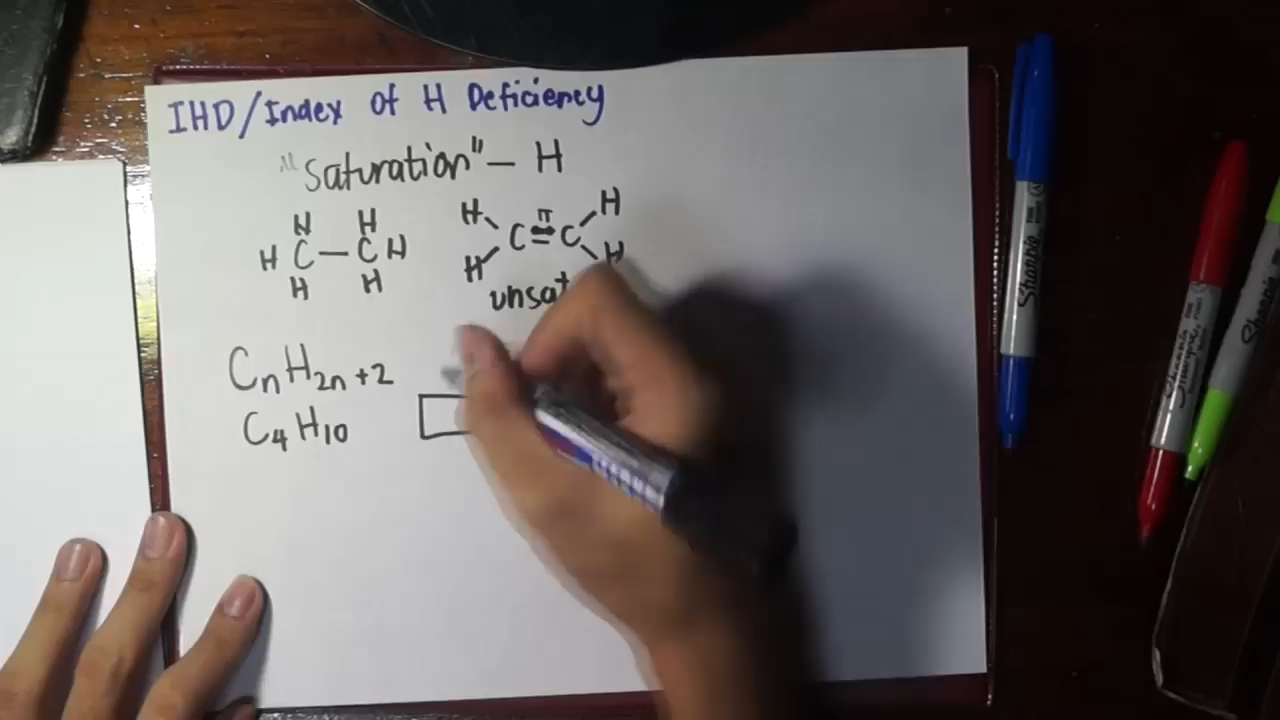 IHD/Index of H Deficiency
"Saturation" — H
H H H H
H C — C H C = C
π
H H H H
unsat
CnH2n+2
C4H10
Sharpie
Sharpie
Sharpie